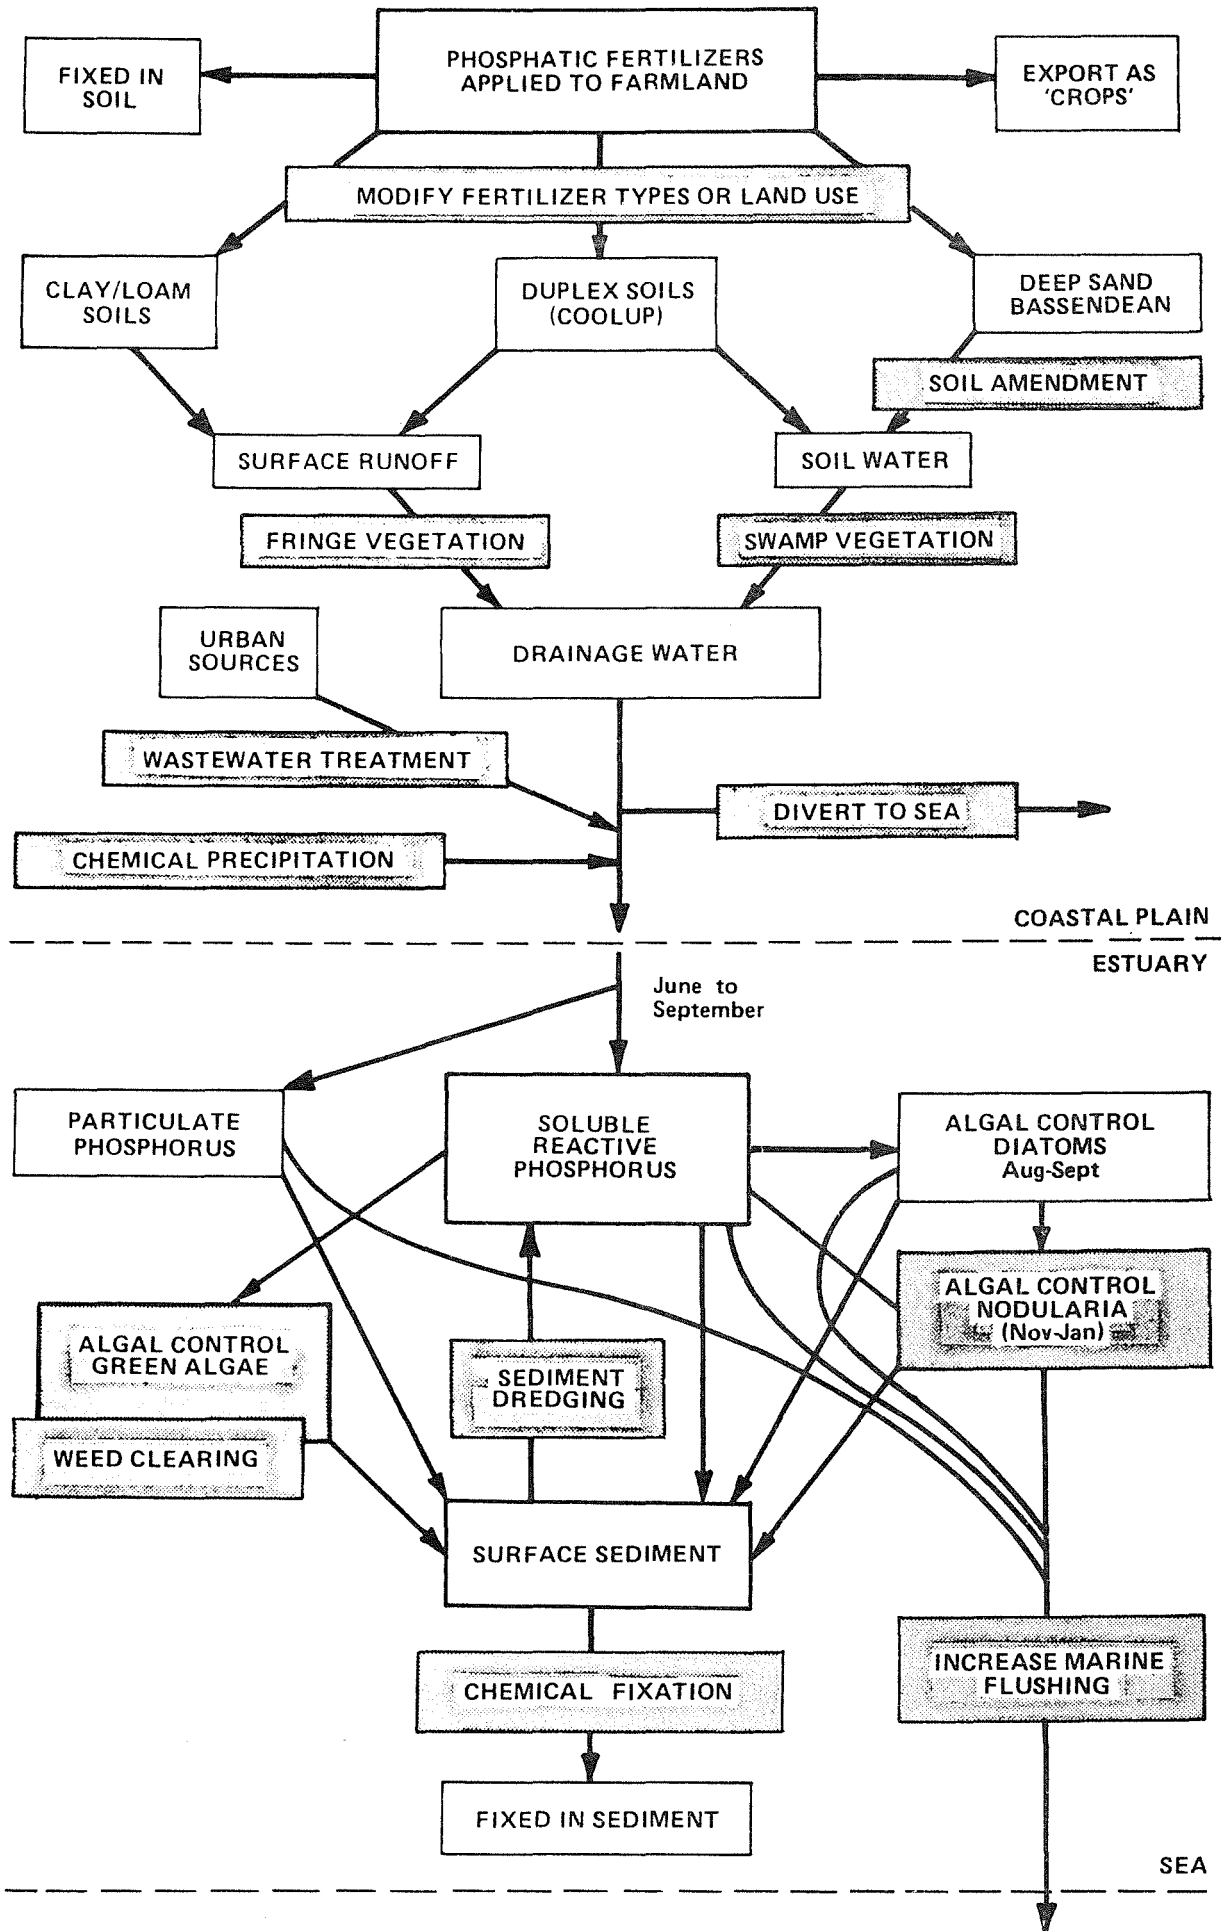 PHOSPHATIC FERTILIZERS
APPLIED TO FARMLAND
FIXED IN
SOIL
EXPORT AS
'CROPS'
MODIFY FERTILIZER TYPES OR LAND USE
CLAY/LOAM
SOILS
DUPLEX SOILS
(COOLUP)
DEEP SAND
BASSENDEAN
SOIL AMENDMENT
SURFACE RUNOFF
SOIL WATER
FRINGE VEGETATION
SWAMP VEGETATION
URBAN
SOURCES
DRAINAGE WATER
WASTEWATER TREATMENT
DIVERT TO SEA
CHEMICAL PRECIPITATION
COASTAL PLAIN
ESTUARY
June to
September
PARTICULATE
PHOSPHORUS
SOLUBLE
REACTIVE
PHOSPHORUS
ALGAL CONTROL
DIATOMS
Aug-Sept
ALGAL CONTROL
NODULARIA
(Nov-Jan)
ALGAL CONTROL
GREEN ALGAE
SEDIMENT
DREDGING
WEED CLEARING
SURFACE SEDIMENT
INCREASE MARINE
FLUSHING
CHEMICAL FIXATION
FIXED IN SEDIMENT
SEA